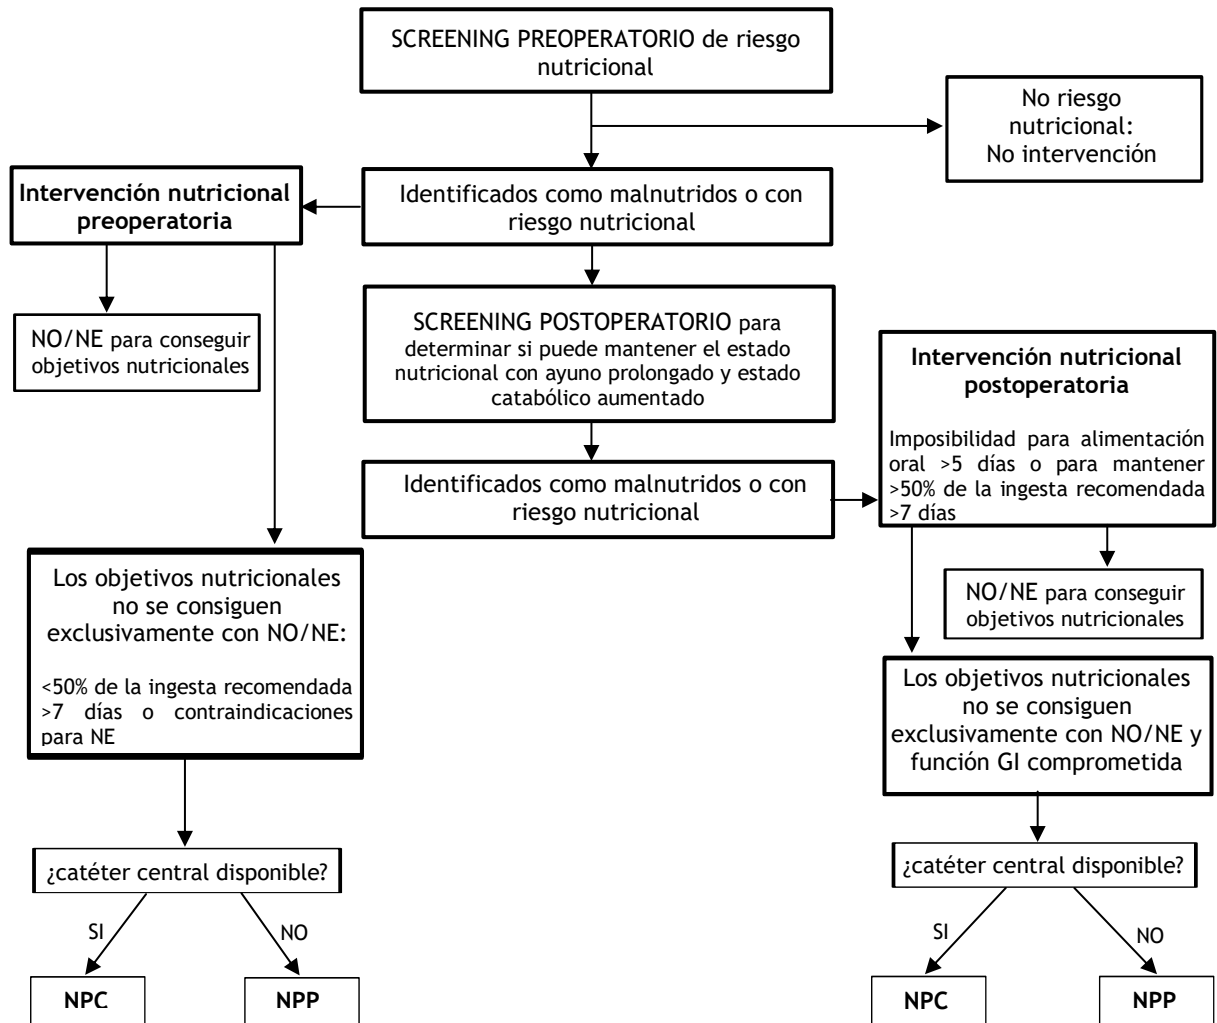 SCREENING PREOPERATORIO de riesgo
nutricional
No riesgo
nutricional:
No intervención
Intervención nutricional
preoperatoria
Identificados como malnutridos o con
riesgo nutricional
NO/NE para conseguir
objetivos nutricionales
SCREENING POSTOPERATORIO para
determinar si puede mantener el estado
nutricional con ayuno prolongado y estado
catabólico aumentado
Intervención nutricional
postoperatoria
Imposibilidad para alimentación
oral >5 días o para mantener
>50% de la ingesta recomendada
>7 días
Identificados como malnutridos o con
riesgo nutricional
Los objetivos nutricionales
no se consiguen
exclusivamente con NO/NE:
<50% de la ingesta recomendada
>7 días o contraindicaciones
para NE
NO/NE para conseguir
objetivos nutricionales
Los objetivos nutricionales
no se consiguen
exclusivamente con NO/NE y
función GI comprometida
¿catéter central disponible?
SI
NO
NPC
NPP
¿catéter central disponible?
SI
NO
NPC
NPP